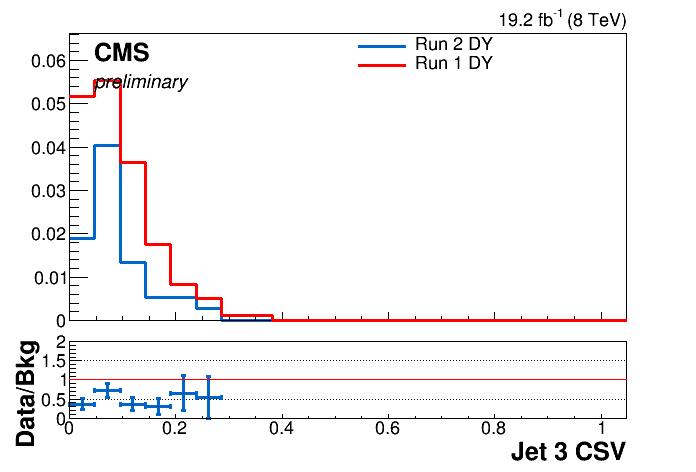 19.2 fb⁻¹ (8 TeV)
CMS
preliminary
Run 2 DY
Run 1 DY
0.06
0.05
0.04
0.03
0.02
0.01
0
Data/Bkg
2
1.5
1
0.5
0
0 0.2 0.4 0.6 0.8 1
Jet 3 CSV